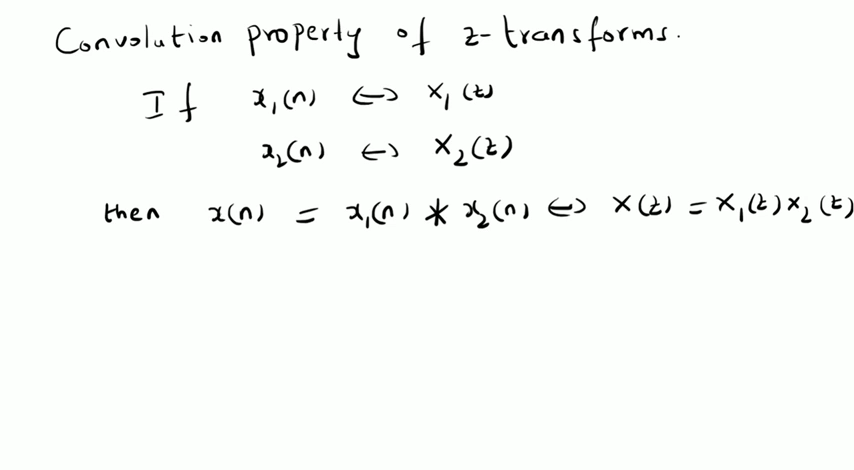 Convolution property of z-transforms.
If x₁(n) ↔ X₁(z)
x₂(n) ↔ X₂(z)
then x(n) = x₁(n) * x₂(n) ↔ X(z) = X₁(z) X₂(z)